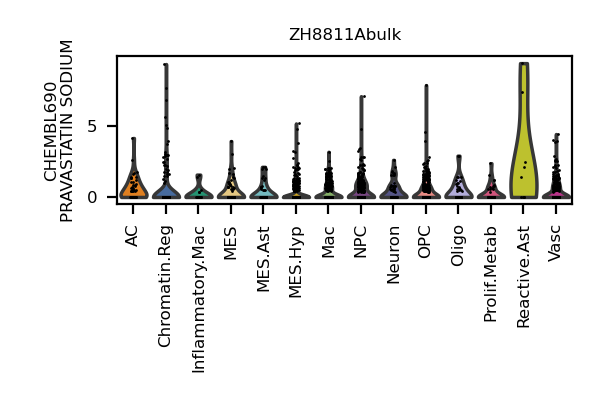 ZH8811Abulk
CHEMBL690
PRAVASTATIN SODIUM
5
0
AC
Chromatin.Reg
Inflammatory.Mac
MES
MES.Ast
MES.Hyp
Mac
NPC
Neuron
OPC
Oligo
Prolif.Metab
Reactive.Ast
Vasc